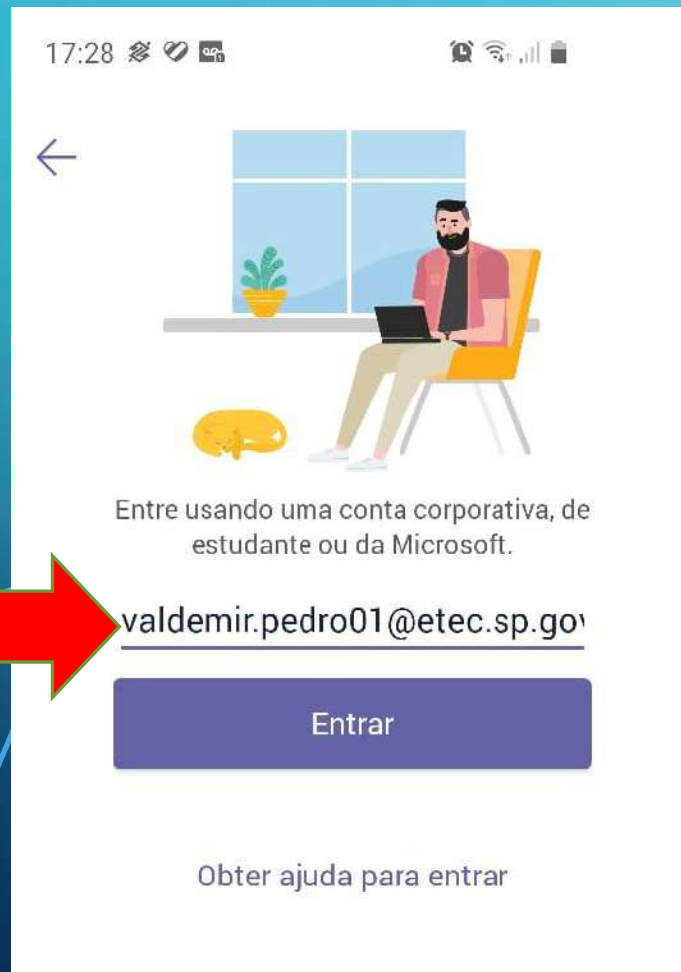 17:28
Entre usando uma conta corporativa, de
estudante ou da Microsoft.
valdemir.pedro01@etec.sp.gov
Entrar
Obter ajuda para entrar